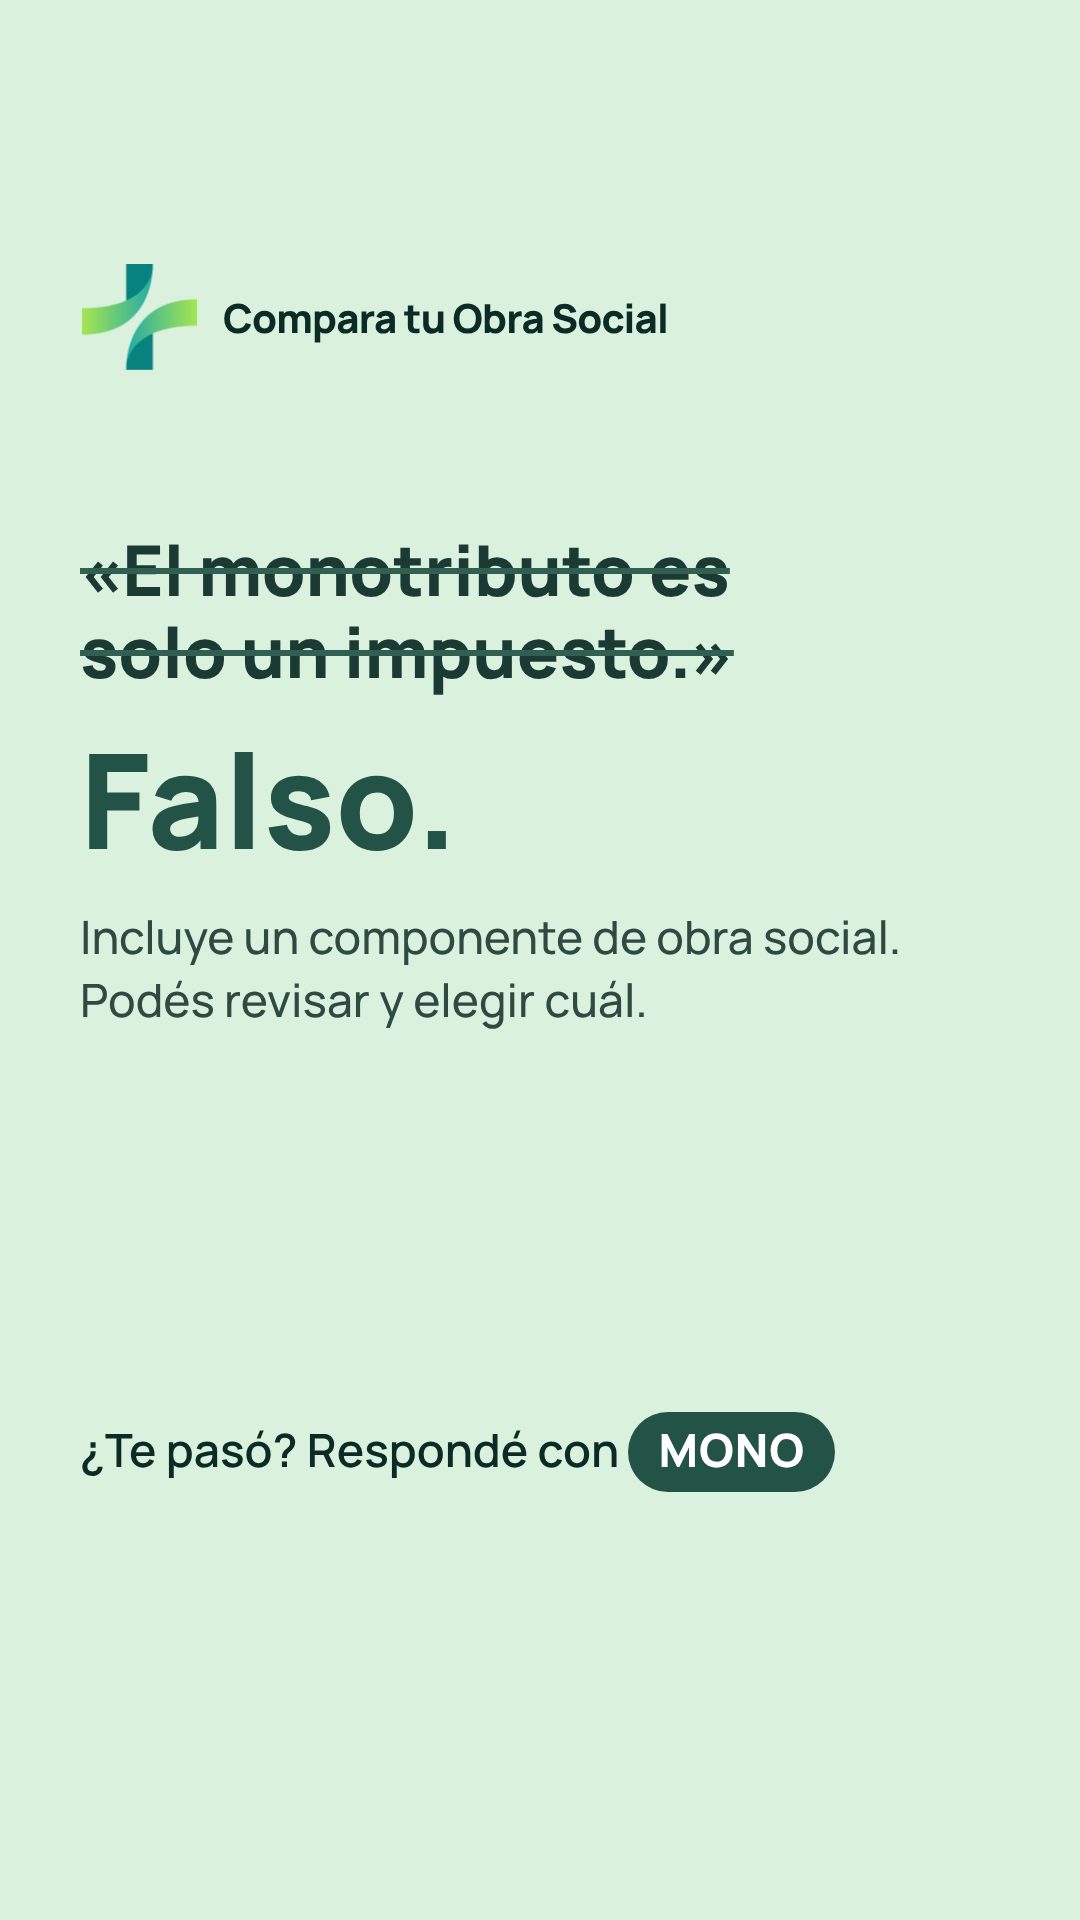 Compara tu Obra Social
«El monotributo es
solo un impuesto.»
Falso.
Incluye un componente de obra social.
Podés revisar y elegir cuál.
¿Te pasó? Respondé con MONO